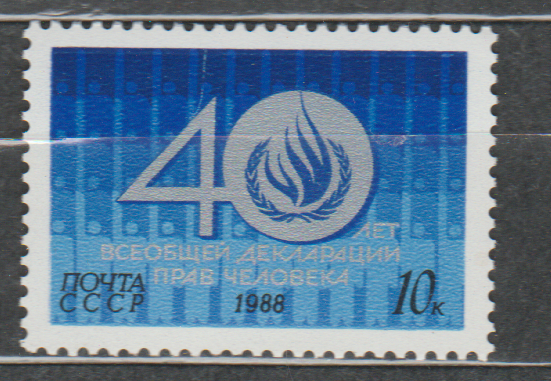 40
ЛЕТ
ВСЕОБЩЕЙ ДЕКЛАРАЦИИ
ПРАВ ЧЕЛОВЕКА
ПОЧТА
СССР
1988
10к